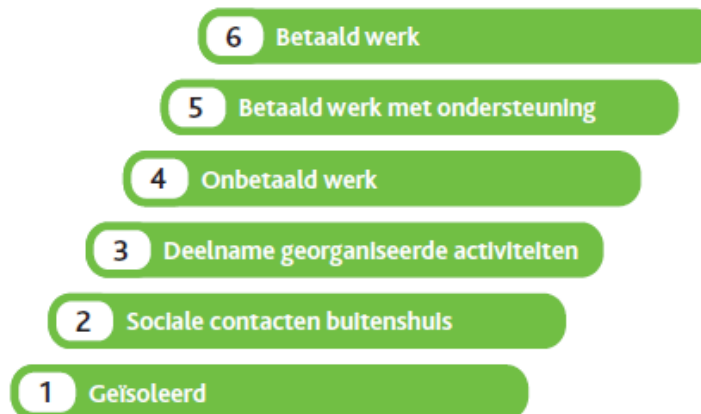 6 Betaald werk
5 Betaald werk met ondersteuning
4 Onbetaald werk
3 Deelname georganiseerde activiteiten
2 Sociale contacten buitenshuis
1 Geïsoleerd